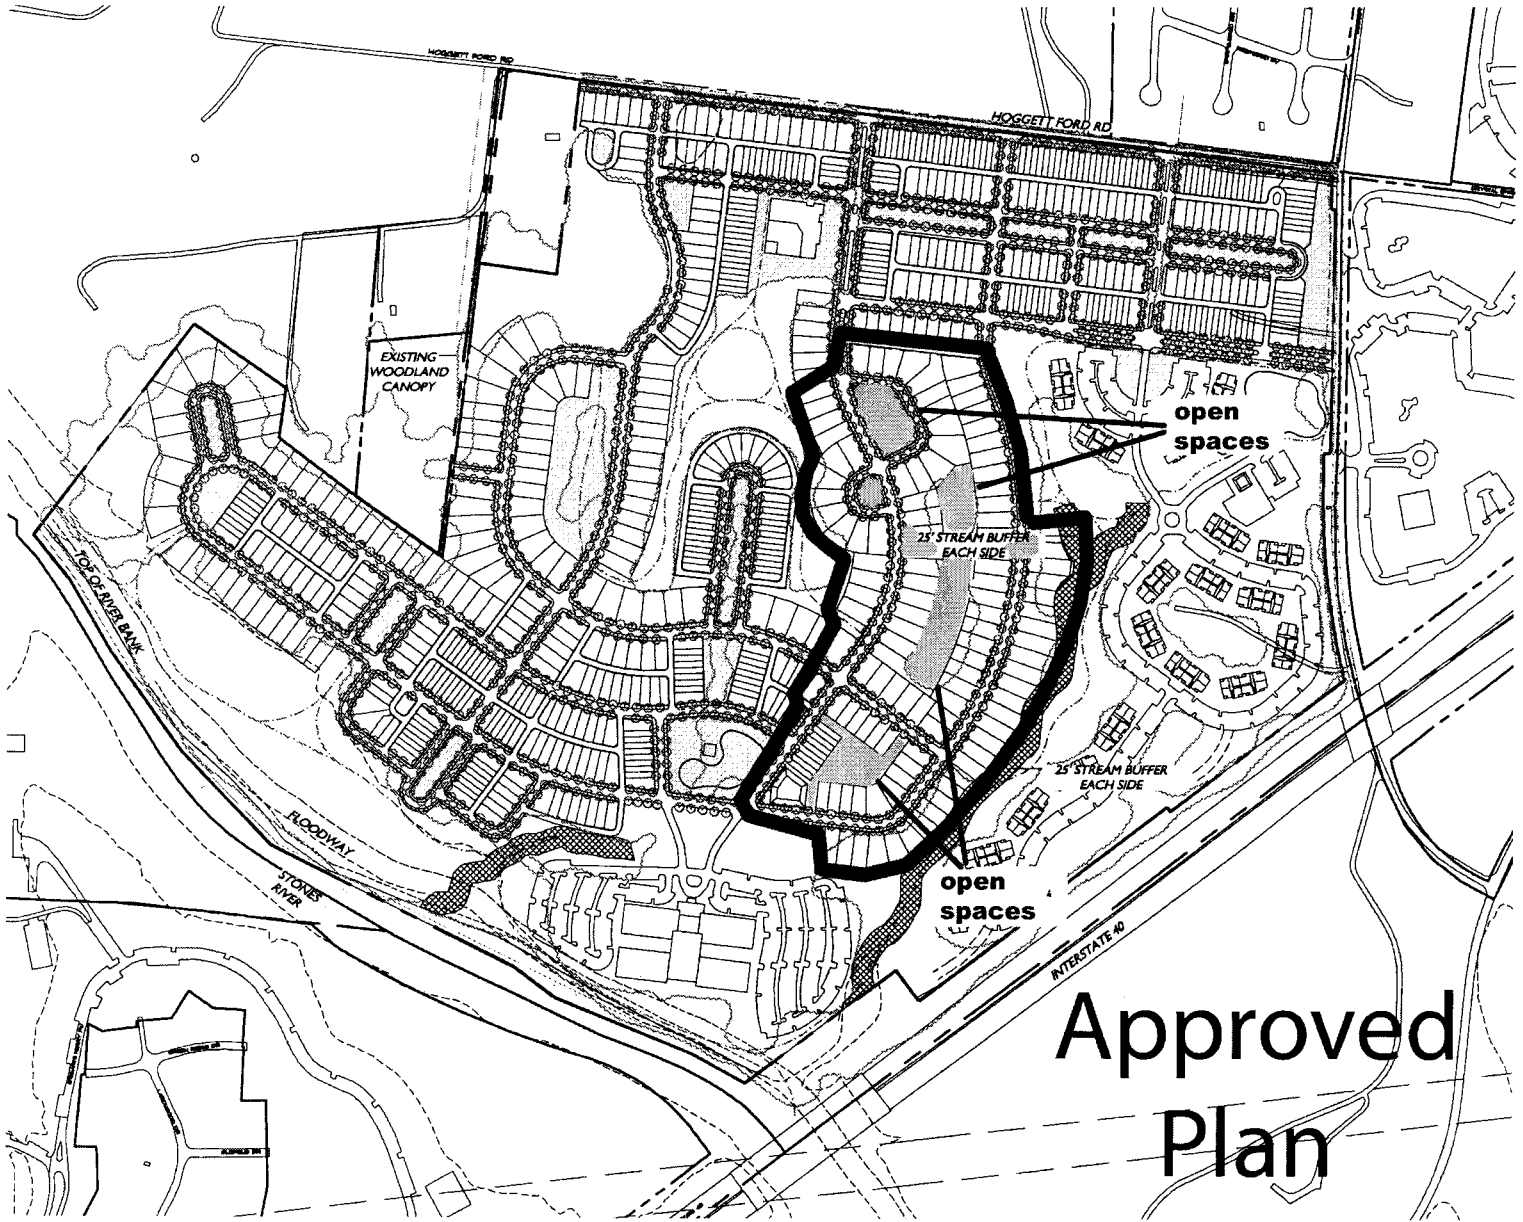 HOGGETT FORD RD
HOGGETT FORD RD
EXISTING
WOODLAND
CANOPY
open
spaces
25' STREAM BUFFER
EACH SIDE
TOP OF RIVER BANK
25' STREAM BUFFER
EACH SIDE
FLOODWAY
STONES
RIVER
open
spaces
INTERSTATE 40
Approved
Plan